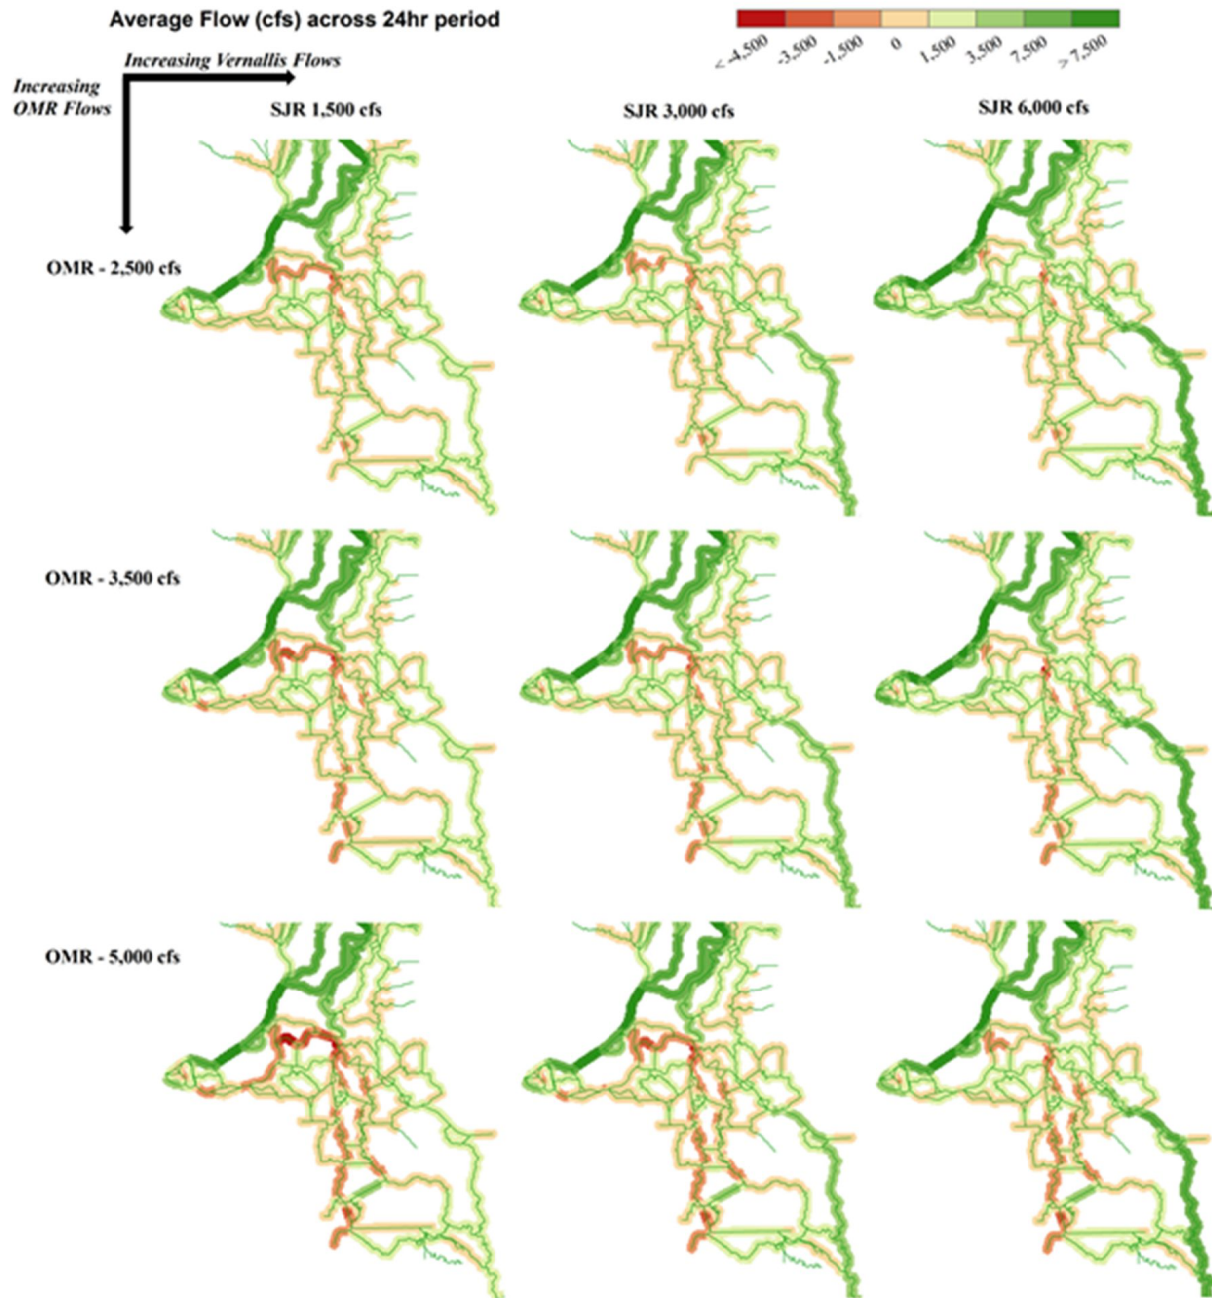 Average Flow (cfs) across 24hr period
< -4,500
-3,500
-1,500
0
1,500
3,500
7,500
> 7,500
Increasing Vernallis Flows
Increasing
OMR Flows
SJR 1,500 cfs
SJR 3,000 cfs
SJR 6,000 cfs
OMR - 2,500 cfs
OMR - 3,500 cfs
OMR - 5,000 cfs